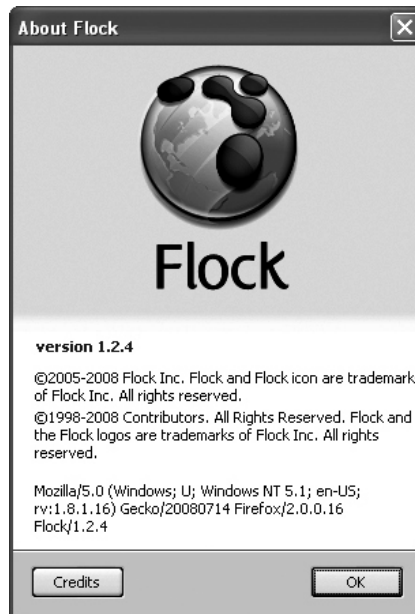 About Flock
Flock
version 1.2.4
©2005-2008 Flock Inc. Flock and Flock icon are trademark
of Flock Inc. All rights reserved.
©1998-2008 Contributors. All Rights Reserved. Flock and
the Flock logos are trademarks of Flock Inc. All rights
reserved.
Mozilla/5.0 (Windows; U; Windows NT 5.1; en-US;
rv:1.8.1.16) Gecko/20080714 Firefox/2.0.0.16
Flock/1.2.4
Credits
OK